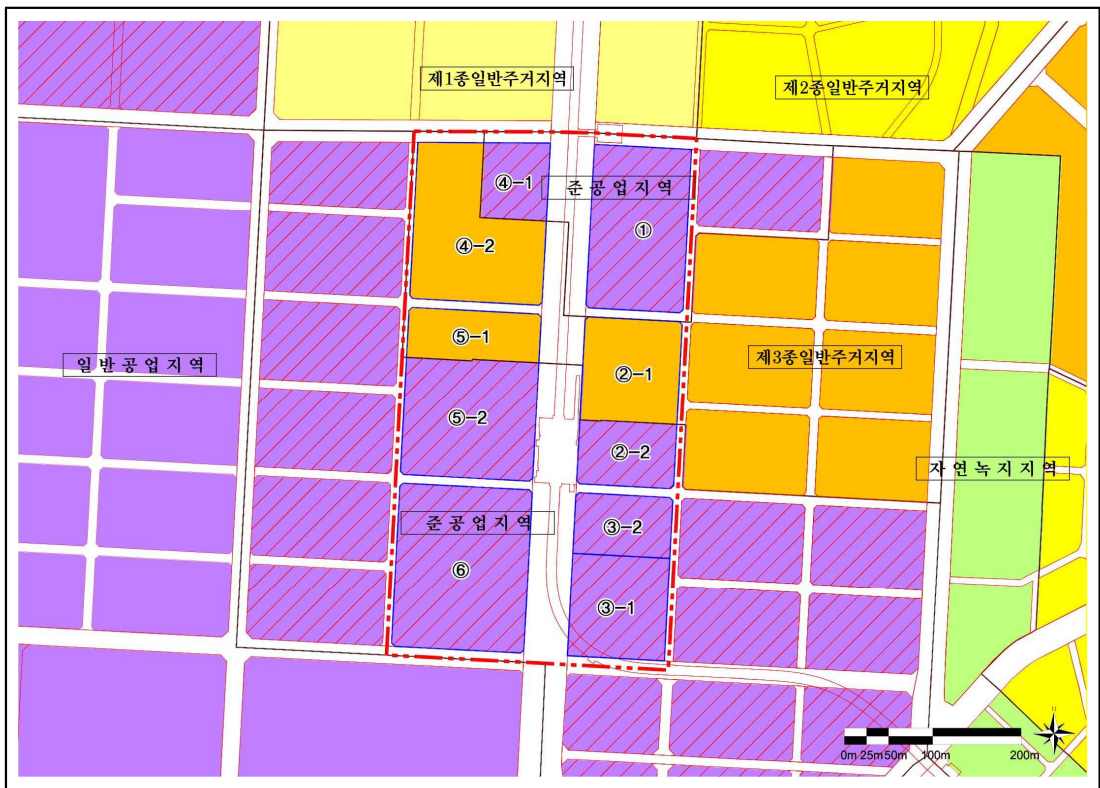 제1종일반주거지역
제2종일반주거지역
④-1
준공업지역
①
④-2
⑤-1
일반공업지역
제3종일반주거지역
②-1
⑤-2
②-2
자연녹지지역
준공업지역
③-2
⑥
③-1
N
0m 25m 50m 100m 200m